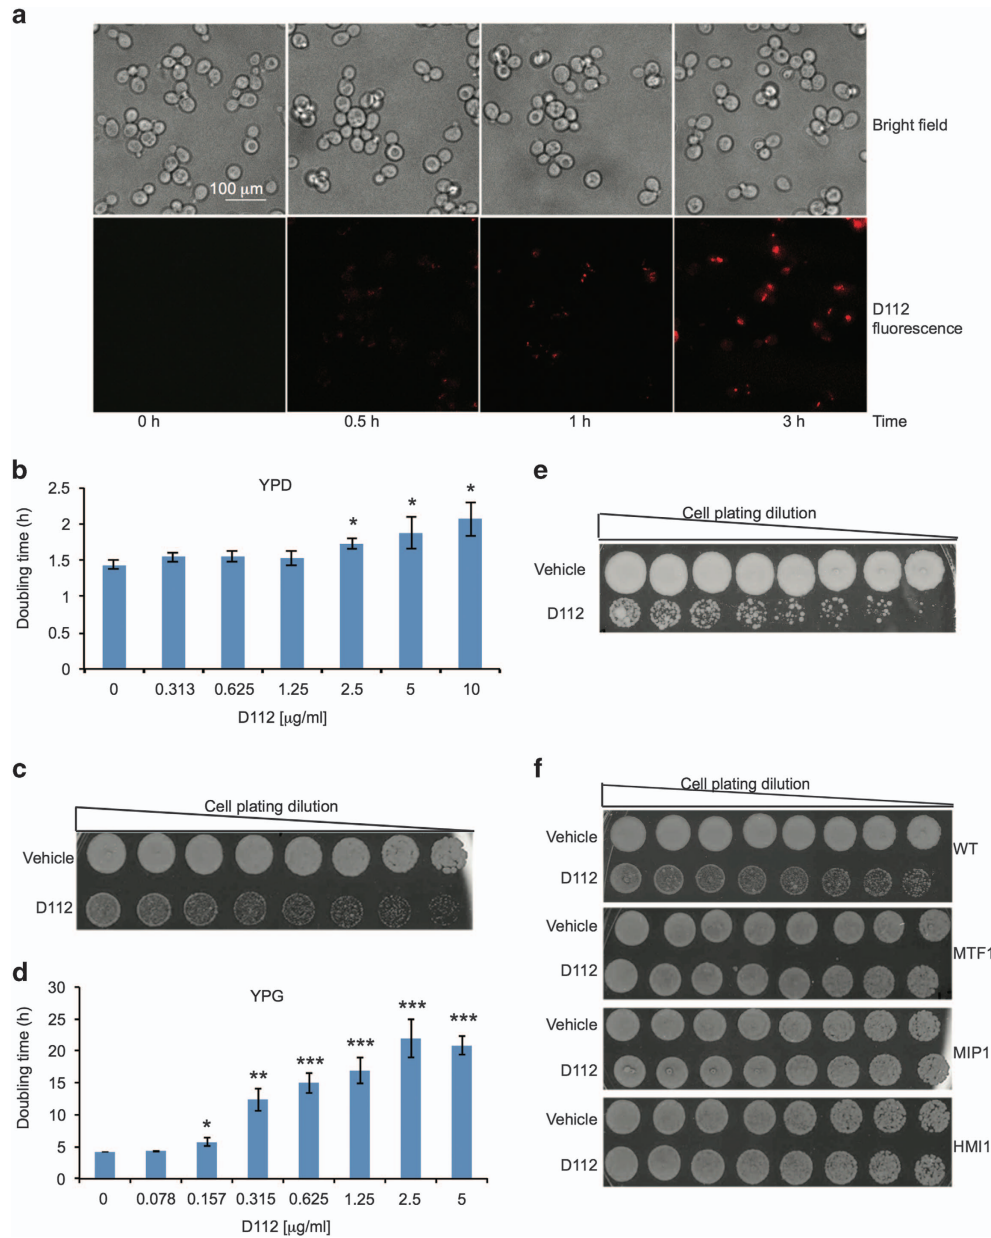 a
100 µm
Bright field
D112
fluorescence
0 h 0.5 h 1 h 3 h Time
b
YPD
Doubling time (h)
2.5
2
1.5
1
0.5
0
* * *
0 0.313 0.625 1.25 2.5 5 10
D112 [µg/ml]
c
Cell plating dilution
Vehicle
D112
d
YPG
Doubling time (h)
30
25
20
15
10
5
0
* ** *** *** *** ***
0 0.078 0.157 0.315 0.625 1.25 2.5 5
D112 [µg/ml]
e
Cell plating dilution
Vehicle
D112
f
Cell plating dilution
Vehicle
D112
WT
Vehicle
D112
MTF1
Vehicle
D112
MIP1
Vehicle
D112
HMI1